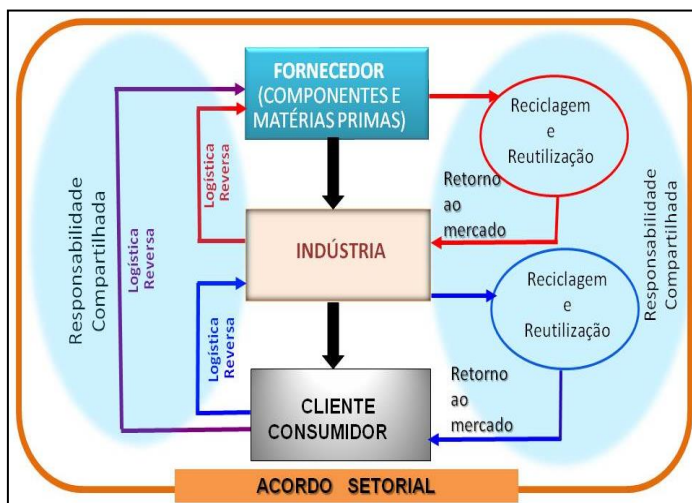 FORNECEDOR
(COMPONENTES E
MATÉRIAS PRIMAS)
Reciclagem
e
Reutilização
Logística
Reversa
Retorno
ao
mercado
Responsabilidade
Compartilhada
Logística
Reversa
INDÚSTRIA
Responsabilidade
Compartilhada
Reciclagem
e
Reutilização
Logística
Reversa
Retorno
ao
mercado
CLIENTE
CONSUMIDOR
ACORDO SETORIAL